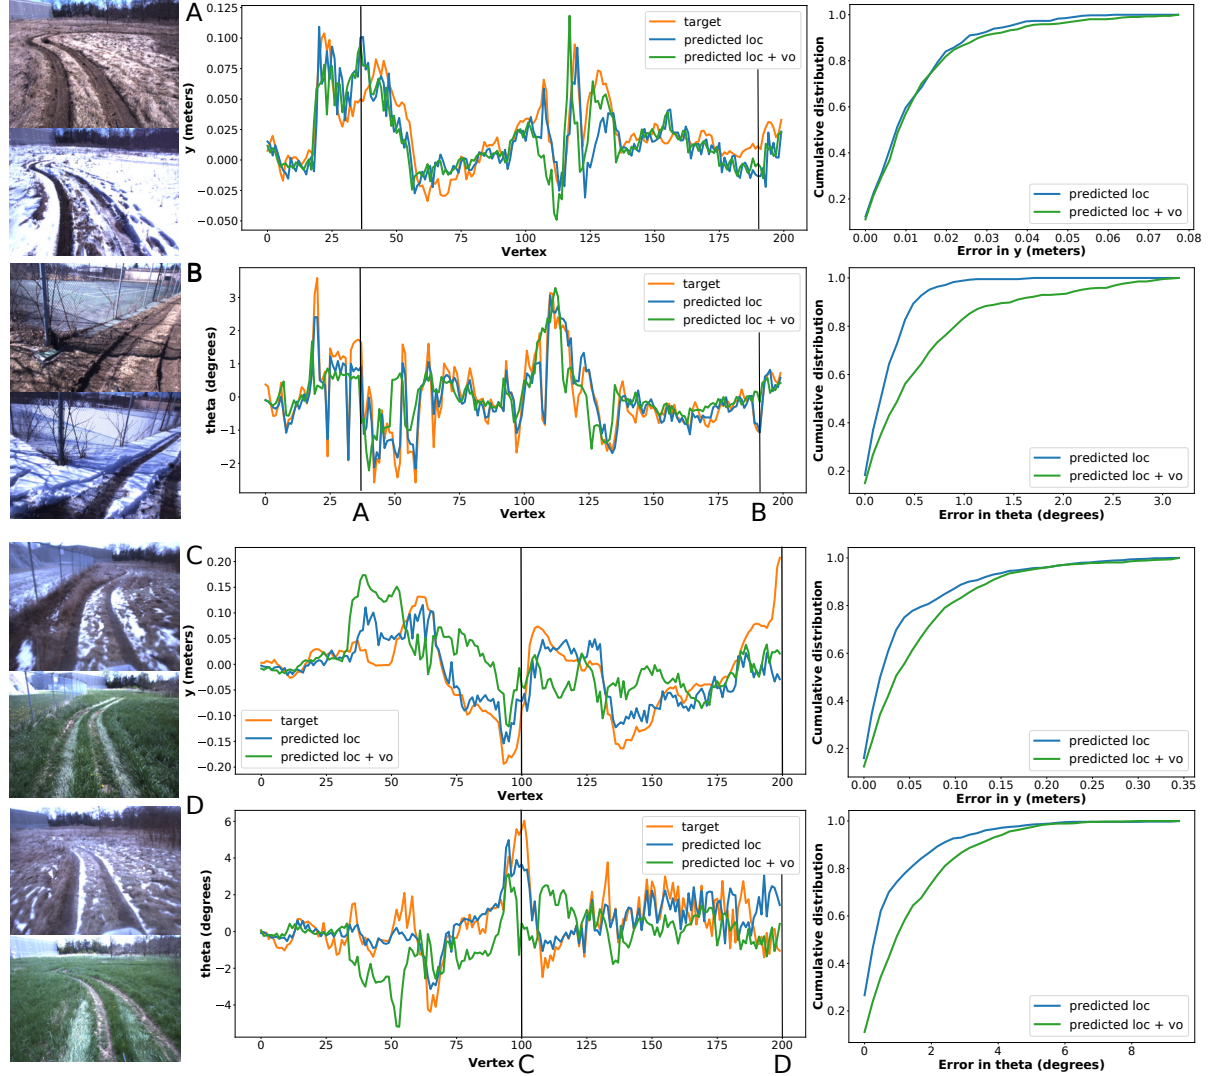 A
0.125
0.100
0.075
0.050
0.025
0.000
−0.025
−0.050
y (meters)
target
predicted loc
predicted loc + vo
0 25 50 75 100 125 150 175 200
Vertex
1.0
0.8
0.6
0.4
0.2
Cumulative distribution
predicted loc
predicted loc + vo
0.00 0.01 0.02 0.03 0.04 0.05 0.06 0.07 0.08
Error in y (meters)
B
3
2
1
0
−1
−2
theta (degrees)
target
predicted loc
predicted loc + vo
0 25 50 75 100 125 150 175 200
Vertex
A
B
1.0
0.8
0.6
0.4
0.2
Cumulative distribution
predicted loc
predicted loc + vo
0.0 0.5 1.0 1.5 2.0 2.5 3.0
Error in theta (degrees)
C
0.20
0.15
0.10
0.05
0.00
−0.05
−0.10
−0.15
−0.20
y (meters)
target
predicted loc
predicted loc + vo
0 25 50 75 100 125 150 175 200
Vertex
1.0
0.8
0.6
0.4
0.2
Cumulative distribution
predicted loc
predicted loc + vo
0.00 0.05 0.10 0.15 0.20 0.25 0.30 0.35
Error in y (meters)
D
6
4
2
0
−2
−4
theta (degrees)
target
predicted loc
predicted loc + vo
0 25 50 75 100 125 150 175 200
Vertex
C
D
1.0
0.8
0.6
0.4
0.2
Cumulative distribution
predicted loc
predicted loc + vo
0 2 4 6 8
Error in theta (degrees)